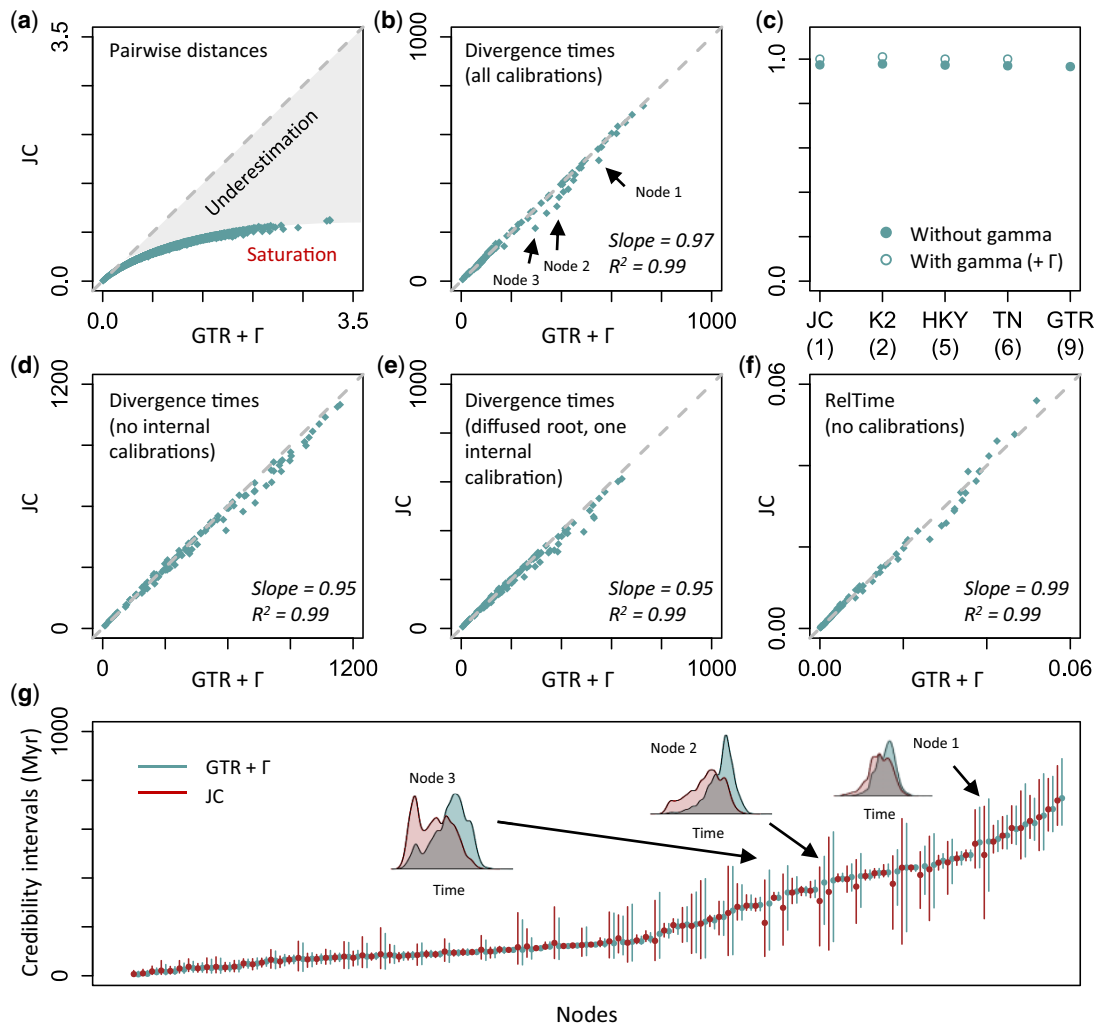 (a)
Pairwise distances
3.5
0.0
JC
Underestimation
Saturation
0.0
3.5
GTR + Γ
(b)
Divergence times
(all calibrations)
1000
0
Node 1
Node 2
Node 3
Slope = 0.97
R² = 0.99
0
1000
GTR + Γ
(c)
1.0
0.0
Without gamma
With gamma (+ Γ)
JC K2 HKY TN GTR
(1) (2) (5) (6) (9)
(d)
Divergence times
(no internal
calibrations)
1200
0
JC
Slope = 0.95
R² = 0.99
0
1200
GTR + Γ
(e)
Divergence times
(diffused root, one
internal
calibration)
1000
0
JC
Slope = 0.95
R² = 0.99
0
1000
GTR + Γ
(f)
RelTime
(no calibrations)
0.06
0.00
JC
Slope = 0.99
R² = 0.99
0.00
0.06
GTR + Γ
(g)
Credibility intervals (Myr)
1000
0
GTR + Γ
JC
Node 3
Time
Node 2
Time
Node 1
Time
Nodes